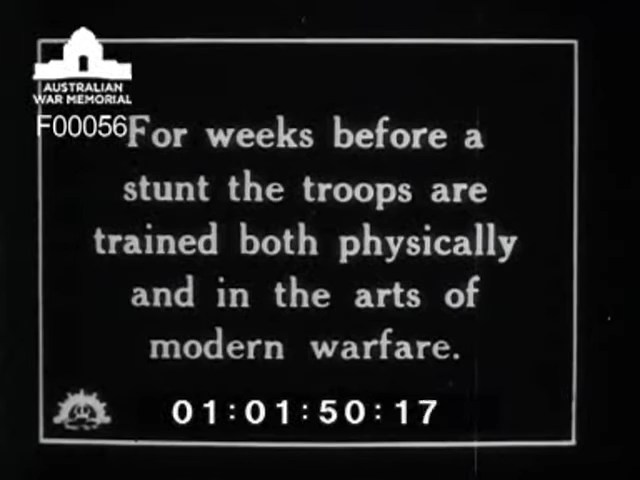 AUSTRALIAN
WAR MEMORIAL
F00056
For weeks before a
stunt the troops are
trained both physically
and in the arts of
modern warfare.
01:01:50:17